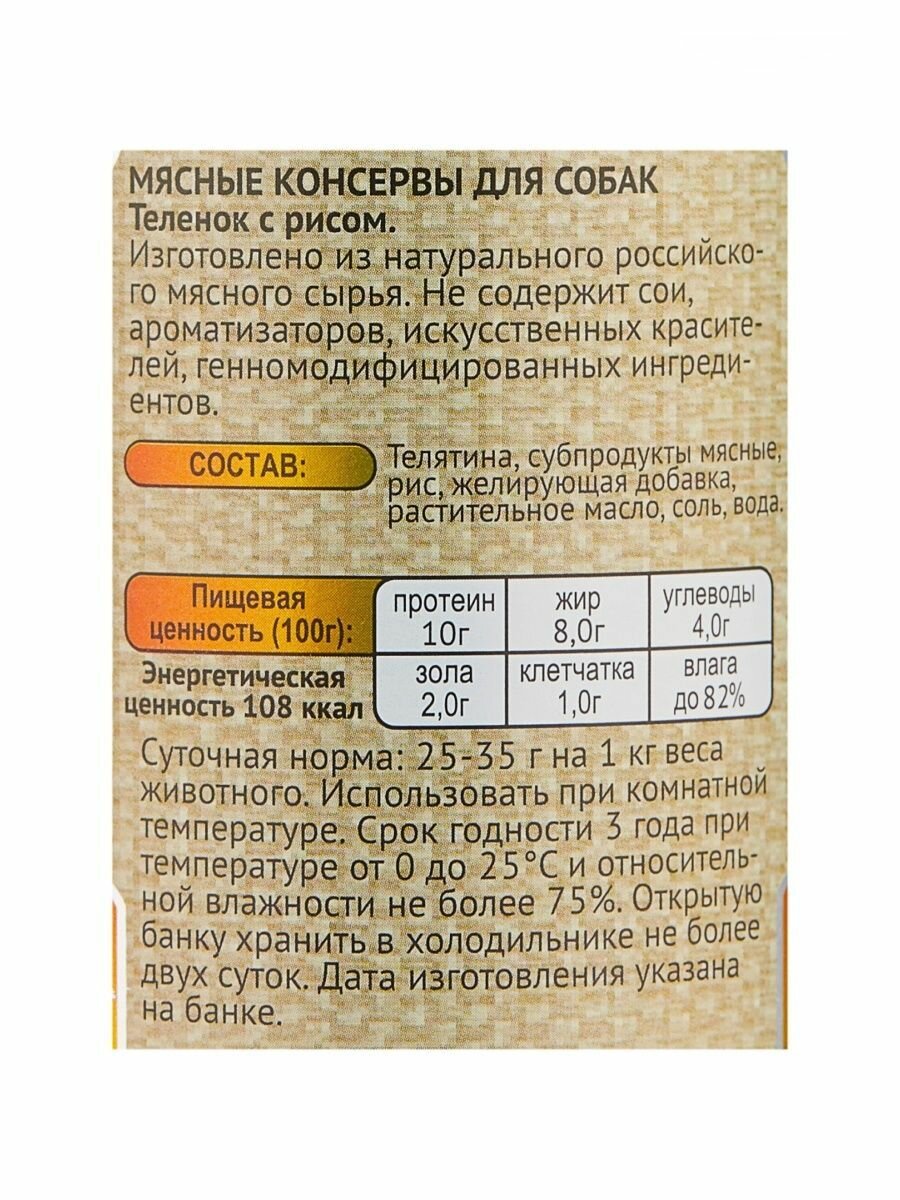 МЯСНЫЕ КОНСЕРВЫ ДЛЯ СОБАК
Теленок с рисом.
Изготовлено из натурального российско-
го мясного сырья. Не содержит сои,
ароматизаторов, искусственных красите-
лей, генномодифицированных ингреди-
ентов.
СОСТАВ:
Телятина, субпродукты мясные,
рис, желирующая добавка,
растительное масло, соль, вода.
Пищевая
ценность (100г):
протеин
10г
жир
8,0г
углеводы
4,0г
Энергетическая
ценность 108 ккал
зола
2,0г
клетчатка
1,0г
влага
до 82%
Суточная норма: 25-35 г на 1 кг веса
животного. Использовать при комнатной
температуре. Срок годности 3 года при
температуре от 0 до 25°С и относитель-
ной влажности не более 75%. Открытую
банку хранить в холодильнике не более
двух суток. Дата изготовления указана
на банке.